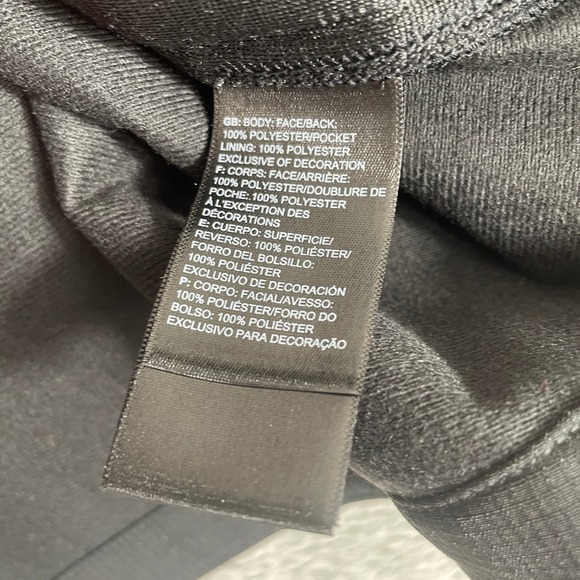 GB: BODY: FACE/BACK:
100% POLYESTER/POCKET
LINING: 100% POLYESTER
EXCLUSIVE OF DECORATION
F: CORPS: FACE/ARRIÈRE:
100% POLYESTER/DOUBLURE DE
POCHE: 100% POLYESTER
À L'EXCEPTION DES
DÉCORATIONS
E: CUERPO: SUPERFICIE/
REVERSO: 100% POLIÉSTER/
FORRO DEL BOLSILLO:
100% POLIÉSTER
EXCLUSIVO DE DECORACIÓN
P: CORPO: FACIAL/AVESSO:
100% POLIÉSTER/FORRO DO
BOLSO: 100% POLIÉSTER
EXCLUSIVO PARA DECORAÇÃO